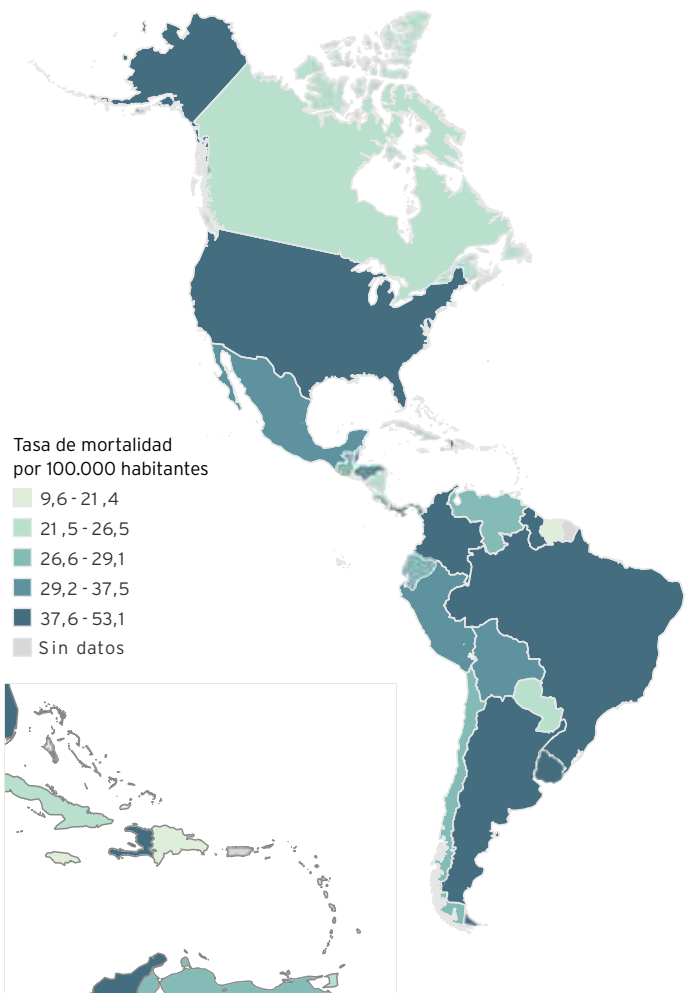 Tasa de mortalidad
por 100.000 habitantes
9,6 - 21,4
21,5 - 26,5
26,6 - 29,1
29,2 - 37,5
37,6 - 53,1
Sin datos